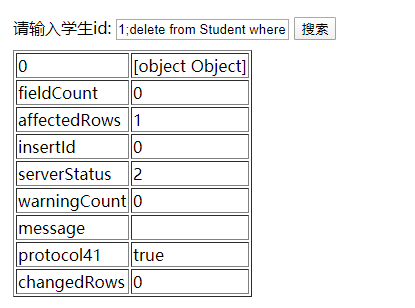 请输入学生id: 1;delete from Student where 搜索
0 [object Object]
fieldCount 0
affectedRows 1
insertId 0
serverStatus 2
warningCount 0
message
protocol41 true
changedRows 0